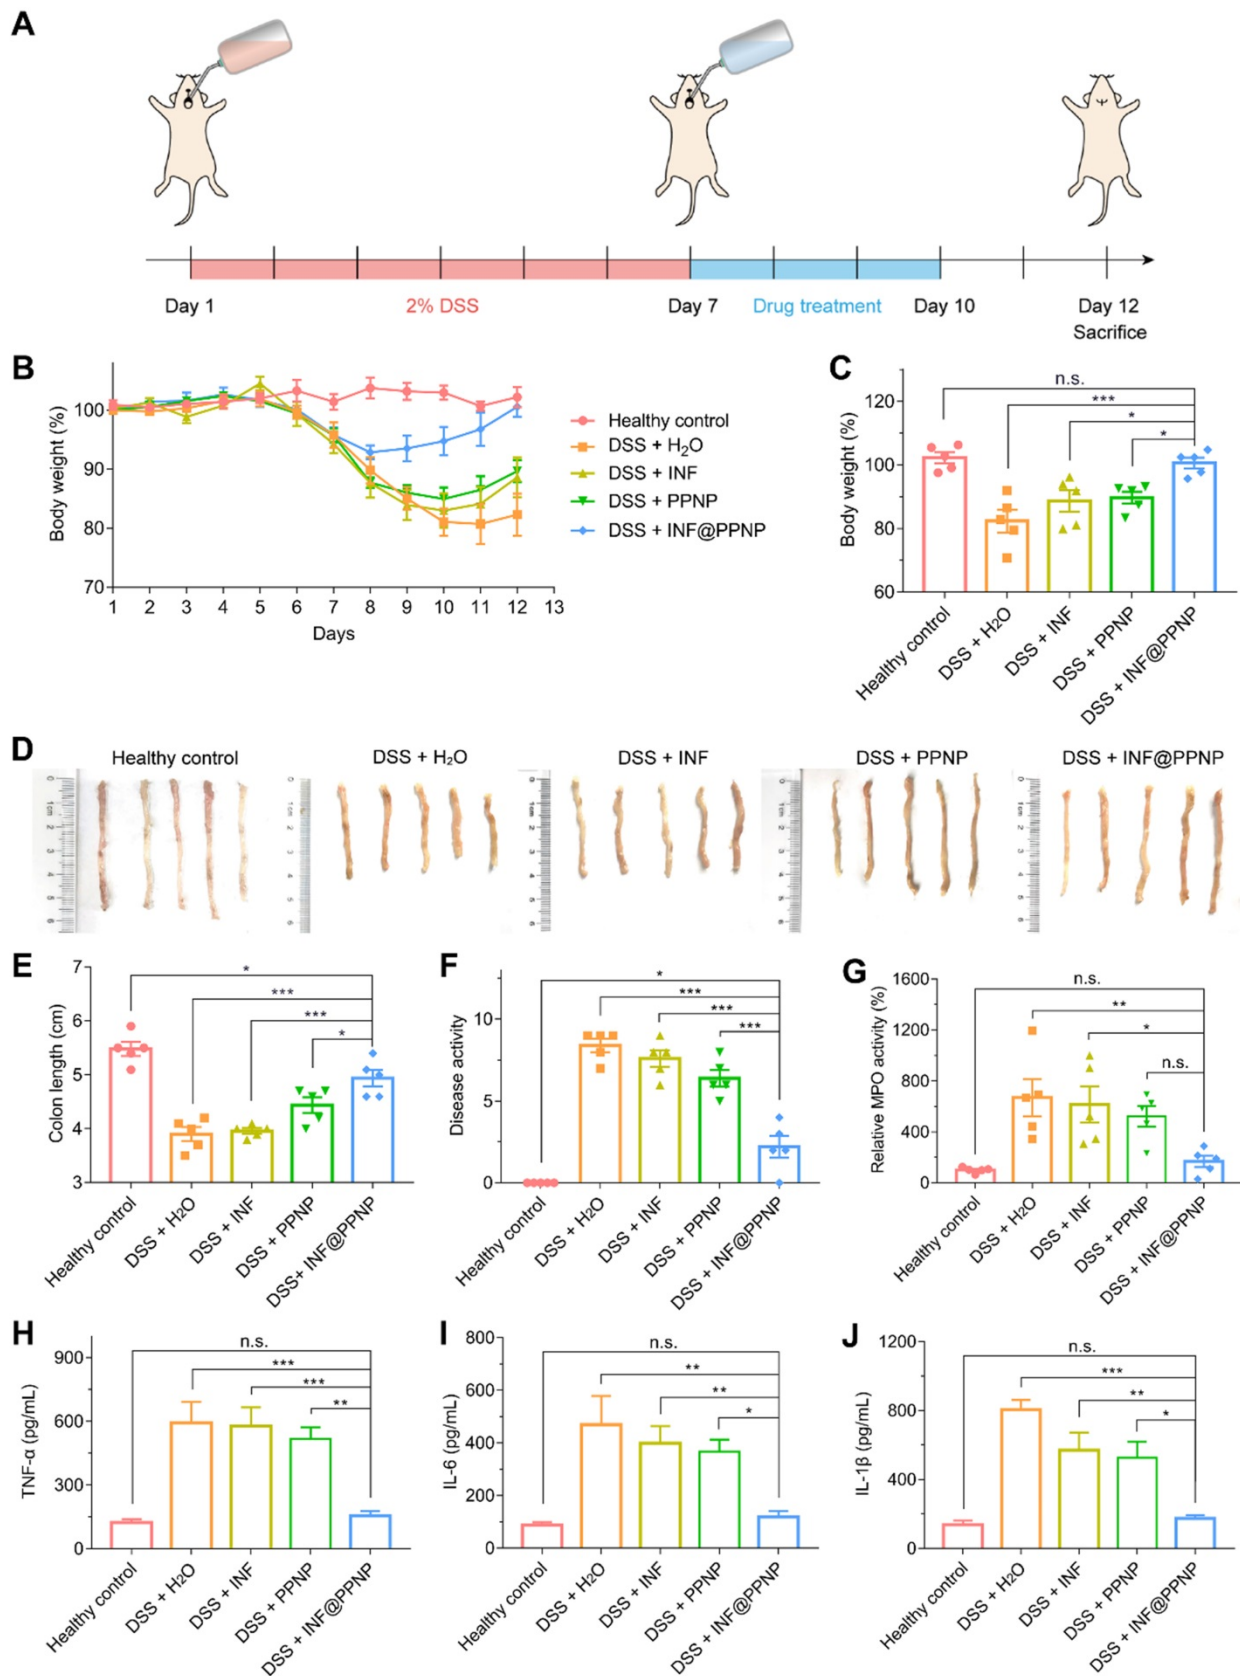 A
Day 1
2% DSS
Day 7
Drug treatment
Day 10
Day 12
Sacrifice
B
Body weight (%)
100
90
80
70
1 2 3 4 5 6 7 8 9 10 11 12 13
Days
Healthy control
DSS + H₂O
DSS + INF
DSS + PPNP
DSS + INF@PPNP
C
Body weight (%)
120
100
80
60
n.s.
***
*
*
Healthy control
DSS + H₂O
DSS + INF
DSS + PPNP
DSS + INF@PPNP
D
Healthy control
DSS + H₂O
DSS + INF
DSS + PPNP
DSS + INF@PPNP
E
Colon length (cm)
7
6
5
4
3
*
***
***
*
Healthy control
DSS + H₂O
DSS + INF
DSS + PPNP
DSS+ INF@PPNP
F
Disease activity
10
5
0
*
***
***
***
Healthy control
DSS + H₂O
DSS + INF
DSS + PPNP
DSS + INF@PPNP
G
Relative MPO activity (%)
1600
1200
800
400
0
n.s.
**
*
n.s.
Healthy control
DSS + H₂O
DSS + INF
DSS + PPNP
DSS + INF@PPNP
H
TNF-α (pg/mL)
900
600
300
0
n.s.
***
***
**
Healthy control
DSS + H₂O
DSS + INF
DSS + PPNP
DSS + INF@PPNP
I
IL-6 (pg/mL)
800
600
400
200
0
n.s.
**
**
*
Healthy control
DSS + H₂O
DSS + INF
DSS + PPNP
DSS + INF@PPNP
J
IL-1β (pg/mL)
1200
800
400
0
n.s.
***
**
*
Healthy control
DSS + H₂O
DSS + INF
DSS + PPNP
DSS + INF@PPNP